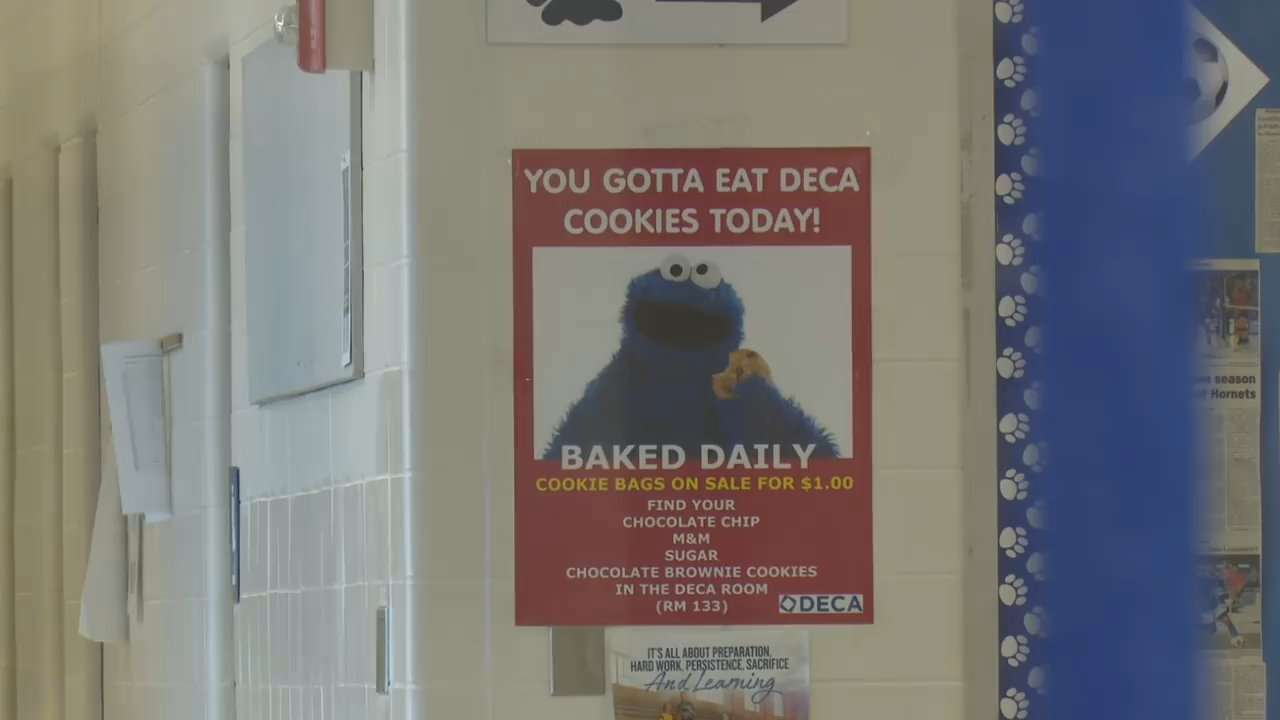 YOU GOTTA EAT DECA
COOKIES TODAY!
BAKED DAILY
COOKIE BAGS ON SALE FOR $1.00
FIND YOUR
CHOCOLATE CHIP
M&M
SUGAR
CHOCOLATE BROWNIE COOKIES
IN THE DECA ROOM
(RM 133)
DECA
IT'S ALL ABOUT PREPARATION,
HARD WORK, PERSISTENCE, SACRIFICE
And Learning
season
Hornets